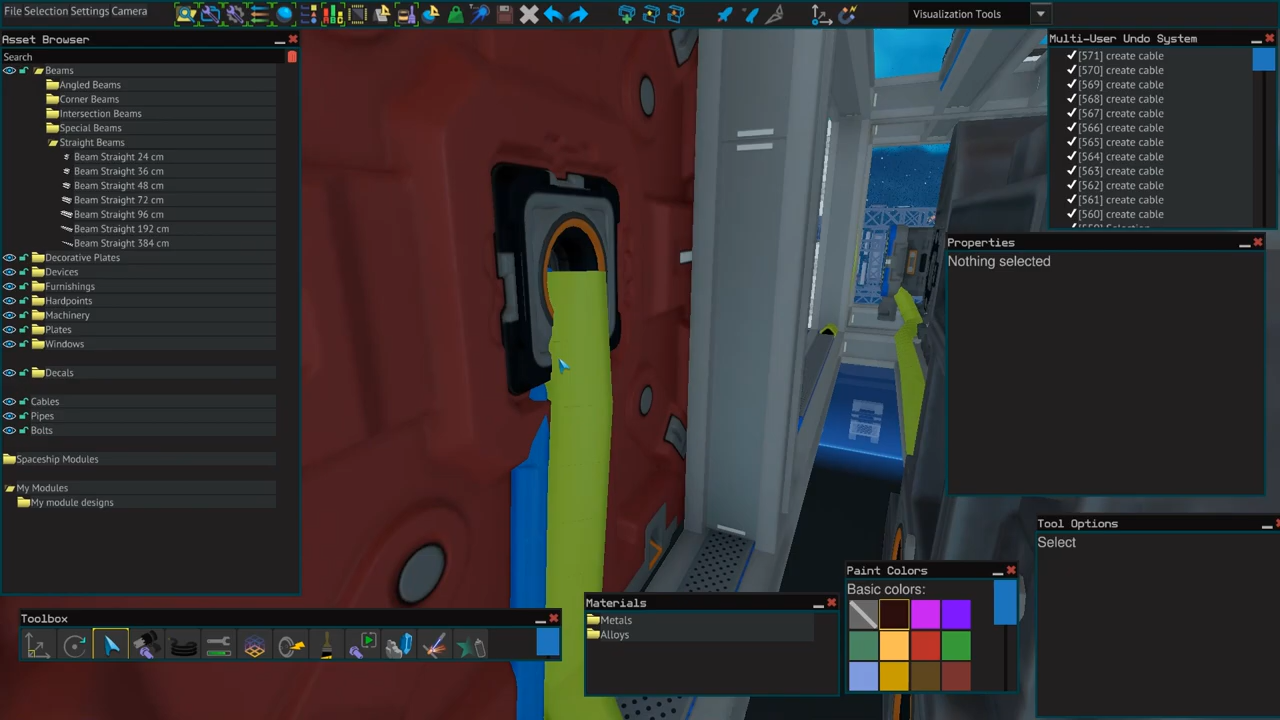 File Selection Settings Camera
Visualization Tools
Asset Browser
Search
Beams
Angled Beams
Corner Beams
Intersection Beams
Special Beams
Straight Beams
Beam Straight 24 cm
Beam Straight 36 cm
Beam Straight 48 cm
Beam Straight 72 cm
Beam Straight 96 cm
Beam Straight 192 cm
Beam Straight 384 cm
Decorative Plates
Devices
Furnishings
Hardpoints
Machinery
Plates
Windows
Decals
Cables
Pipes
Bolts
Spaceship Modules
My Modules
My module designs
Multi-User Undo System
[571] create cable
[570] create cable
[569] create cable
[568] create cable
[567] create cable
[566] create cable
[565] create cable
[564] create cable
[563] create cable
[562] create cable
[561] create cable
[560] create cable
Properties
Nothing selected
Tool Options
Select
Paint Colors
Basic colors:
Materials
Metals
Alloys
Toolbox